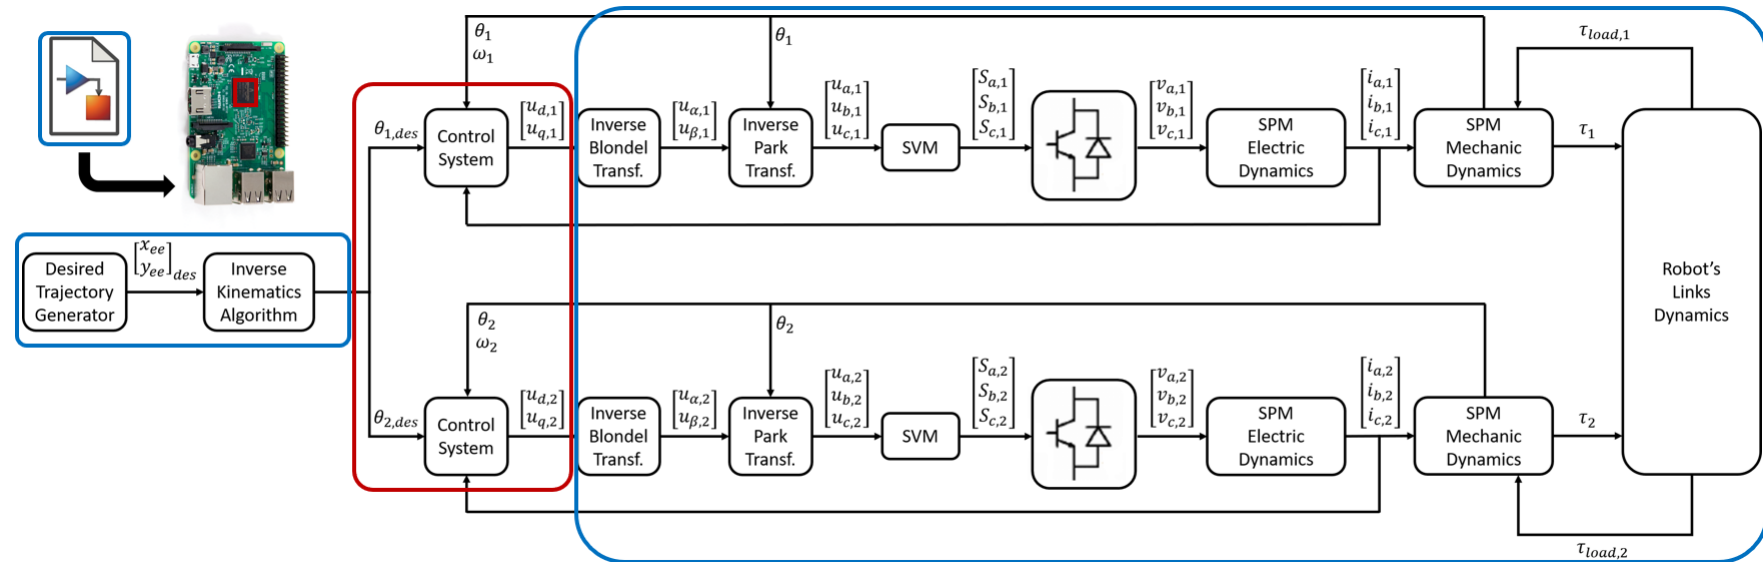 θ1
ω1
θ1
τload,1
[ud,1]
[uq,1]
[uα,1]
[uβ,1]
[ua,1]
[ub,1]
[uc,1]
[Sa,1]
[Sb,1]
[Sc,1]
[va,1]
[vb,1]
[vc,1]
[ia,1]
[ib,1]
[ic,1]
θ1,des
Control
System
Inverse
Blondel
Transf.
Inverse
Park
Transf.
SVM
SPM
Electric
Dynamics
SPM
Mechanic
Dynamics
τ1
Desired
Trajectory
Generator
[xee]
[yee]des
Inverse
Kinematics
Algorithm
Robot’s
Links
Dynamics
θ2
ω2
θ2
[ud,2]
[uq,2]
[uα,2]
[uβ,2]
[ua,2]
[ub,2]
[uc,2]
[Sa,2]
[Sb,2]
[Sc,2]
[va,2]
[vb,2]
[vc,2]
[ia,2]
[ib,2]
[ic,2]
θ2,des
Control
System
Inverse
Blondel
Transf.
Inverse
Park
Transf.
SVM
SPM
Electric
Dynamics
SPM
Mechanic
Dynamics
τ2
τload,2